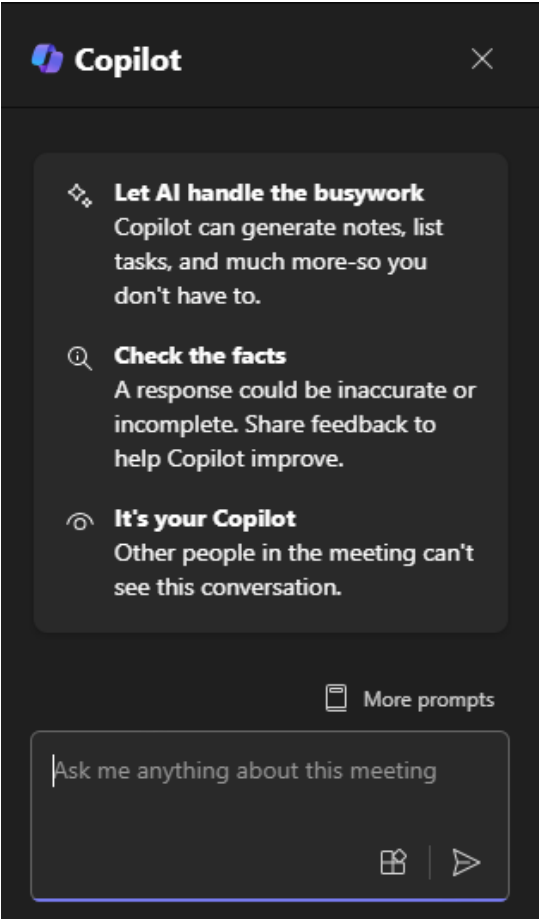 Copilot
Let AI handle the busywork
Copilot can generate notes, list
tasks, and much more-so you
don't have to.
Check the facts
A response could be inaccurate or
incomplete. Share feedback to
help Copilot improve.
It's your Copilot
Other people in the meeting can't
see this conversation.
More prompts
Ask me anything about this meeting